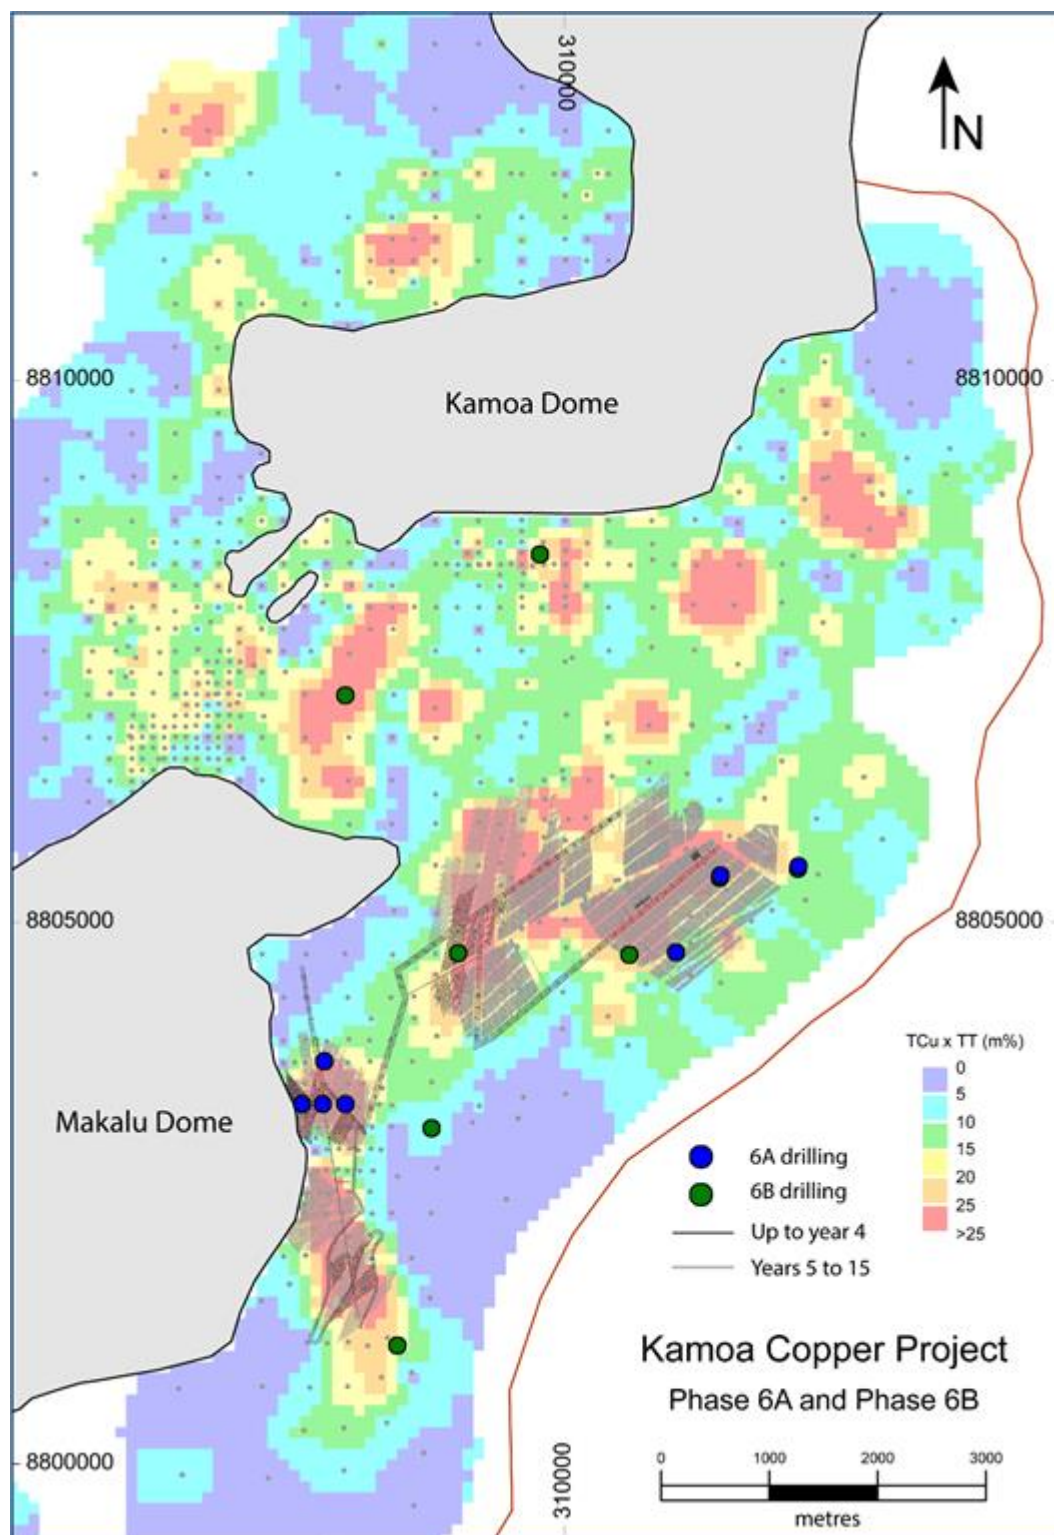 310000
N
8810000
8810000
Kamoa Dome
8805000
8805000
TCu x TT (m%)
0
5
10
15
20
25
>25
Makalu Dome
6A drilling
6B drilling
Up to year 4
Years 5 to 15
Kamoa Copper Project
Phase 6A and Phase 6B
8800000
310000
0 1000 2000 3000
metres